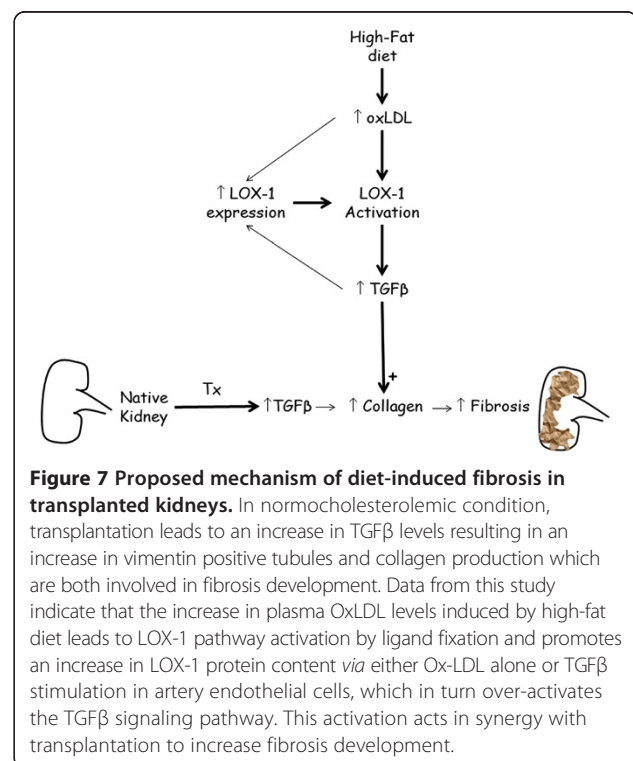 High-Fat
diet
↑ oxLDL
↑ LOX-1
expression
LOX-1
Activation
↑ TGFβ
+
Native
Kidney
Tx
↑TGFβ → ↑ Collagen → ↑ Fibrosis
Figure 7 Proposed mechanism of diet-induced fibrosis in
transplanted kidneys. In normocholesterolemic condition,
transplantation leads to an increase in TGFβ levels resulting in an
increase in vimentin positive tubules and collagen production which
are both involved in fibrosis development. Data from this study
indicate that the increase in plasma OxLDL levels induced by high-fat
diet leads to LOX-1 pathway activation by ligand fixation and promotes
an increase in LOX-1 protein content via either Ox-LDL alone or TGFβ
stimulation in artery endothelial cells, which in turn over-activates
the TGFβ signaling pathway. This activation acts in synergy with
transplantation to increase fibrosis development.